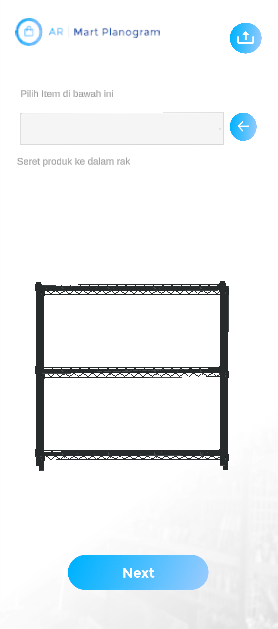 AR | Mart Planogram
Pilih Item di bawah ini
Seret produk ke dalam rak
Next